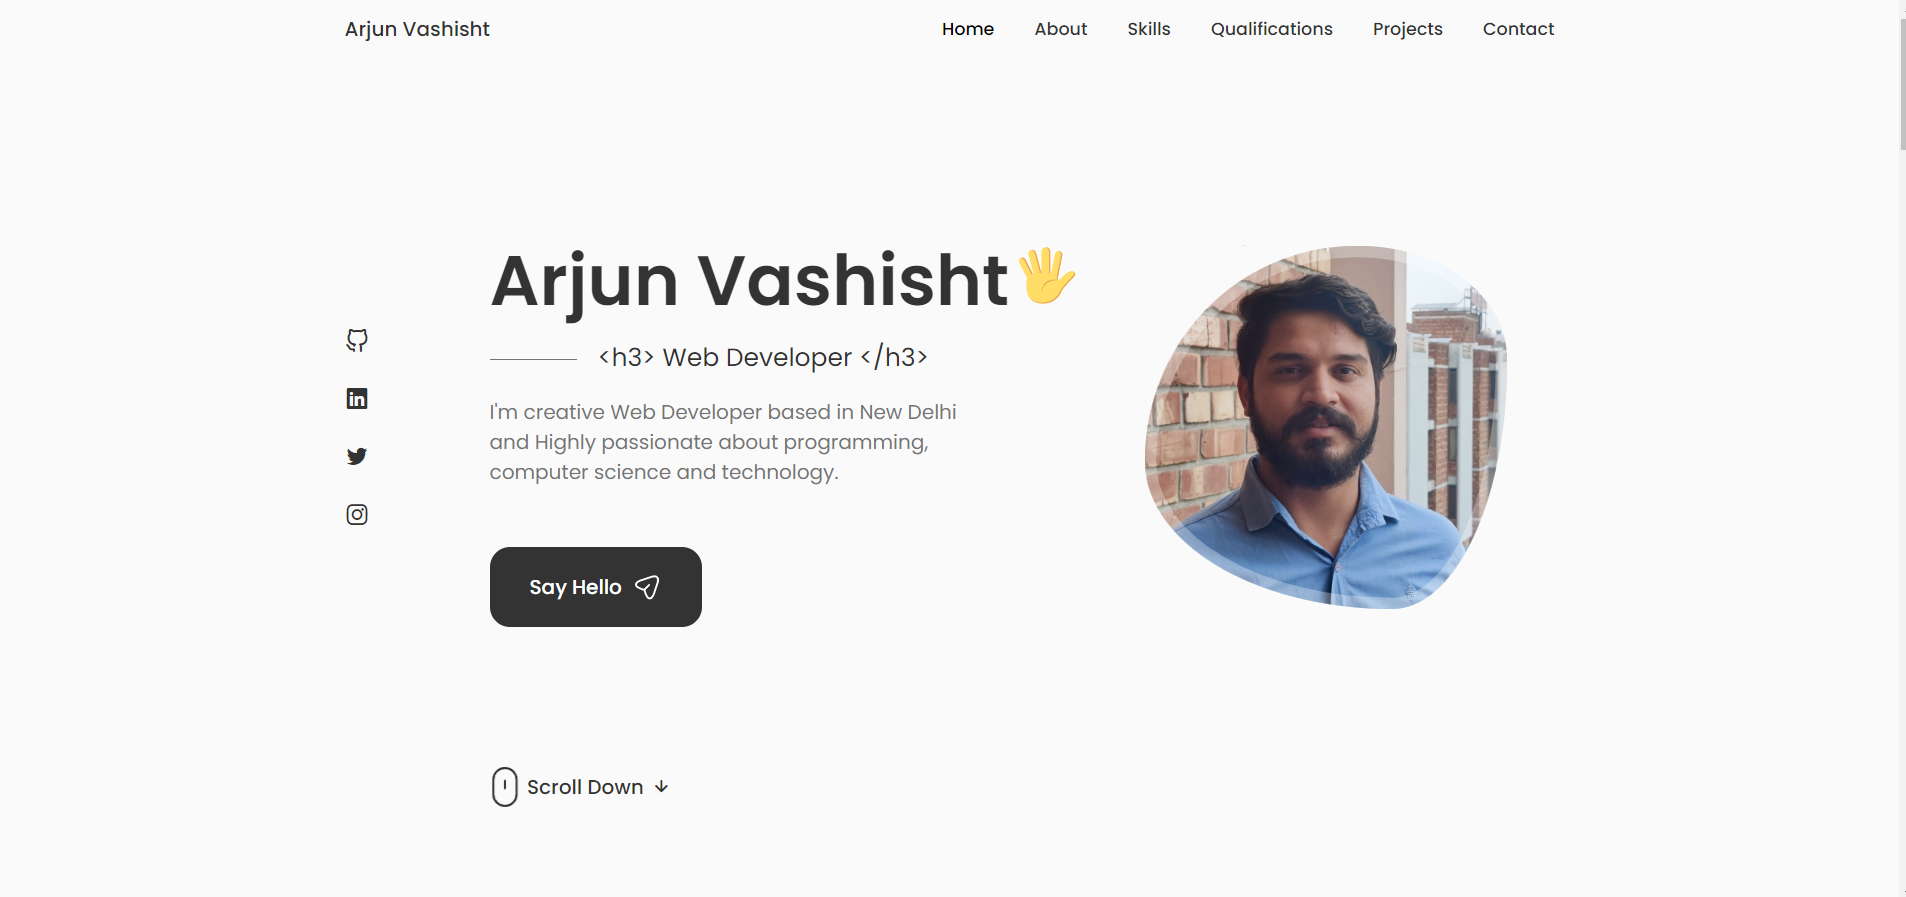 Arjun Vashisht
Home About Skills Qualifications Projects Contact
Arjun Vashisht🖐
<h3> Web Developer </h3>
I'm creative Web Developer based in New Delhi
and Highly passionate about programming,
computer science and technology.
in
Say Hello
Scroll Down ↓